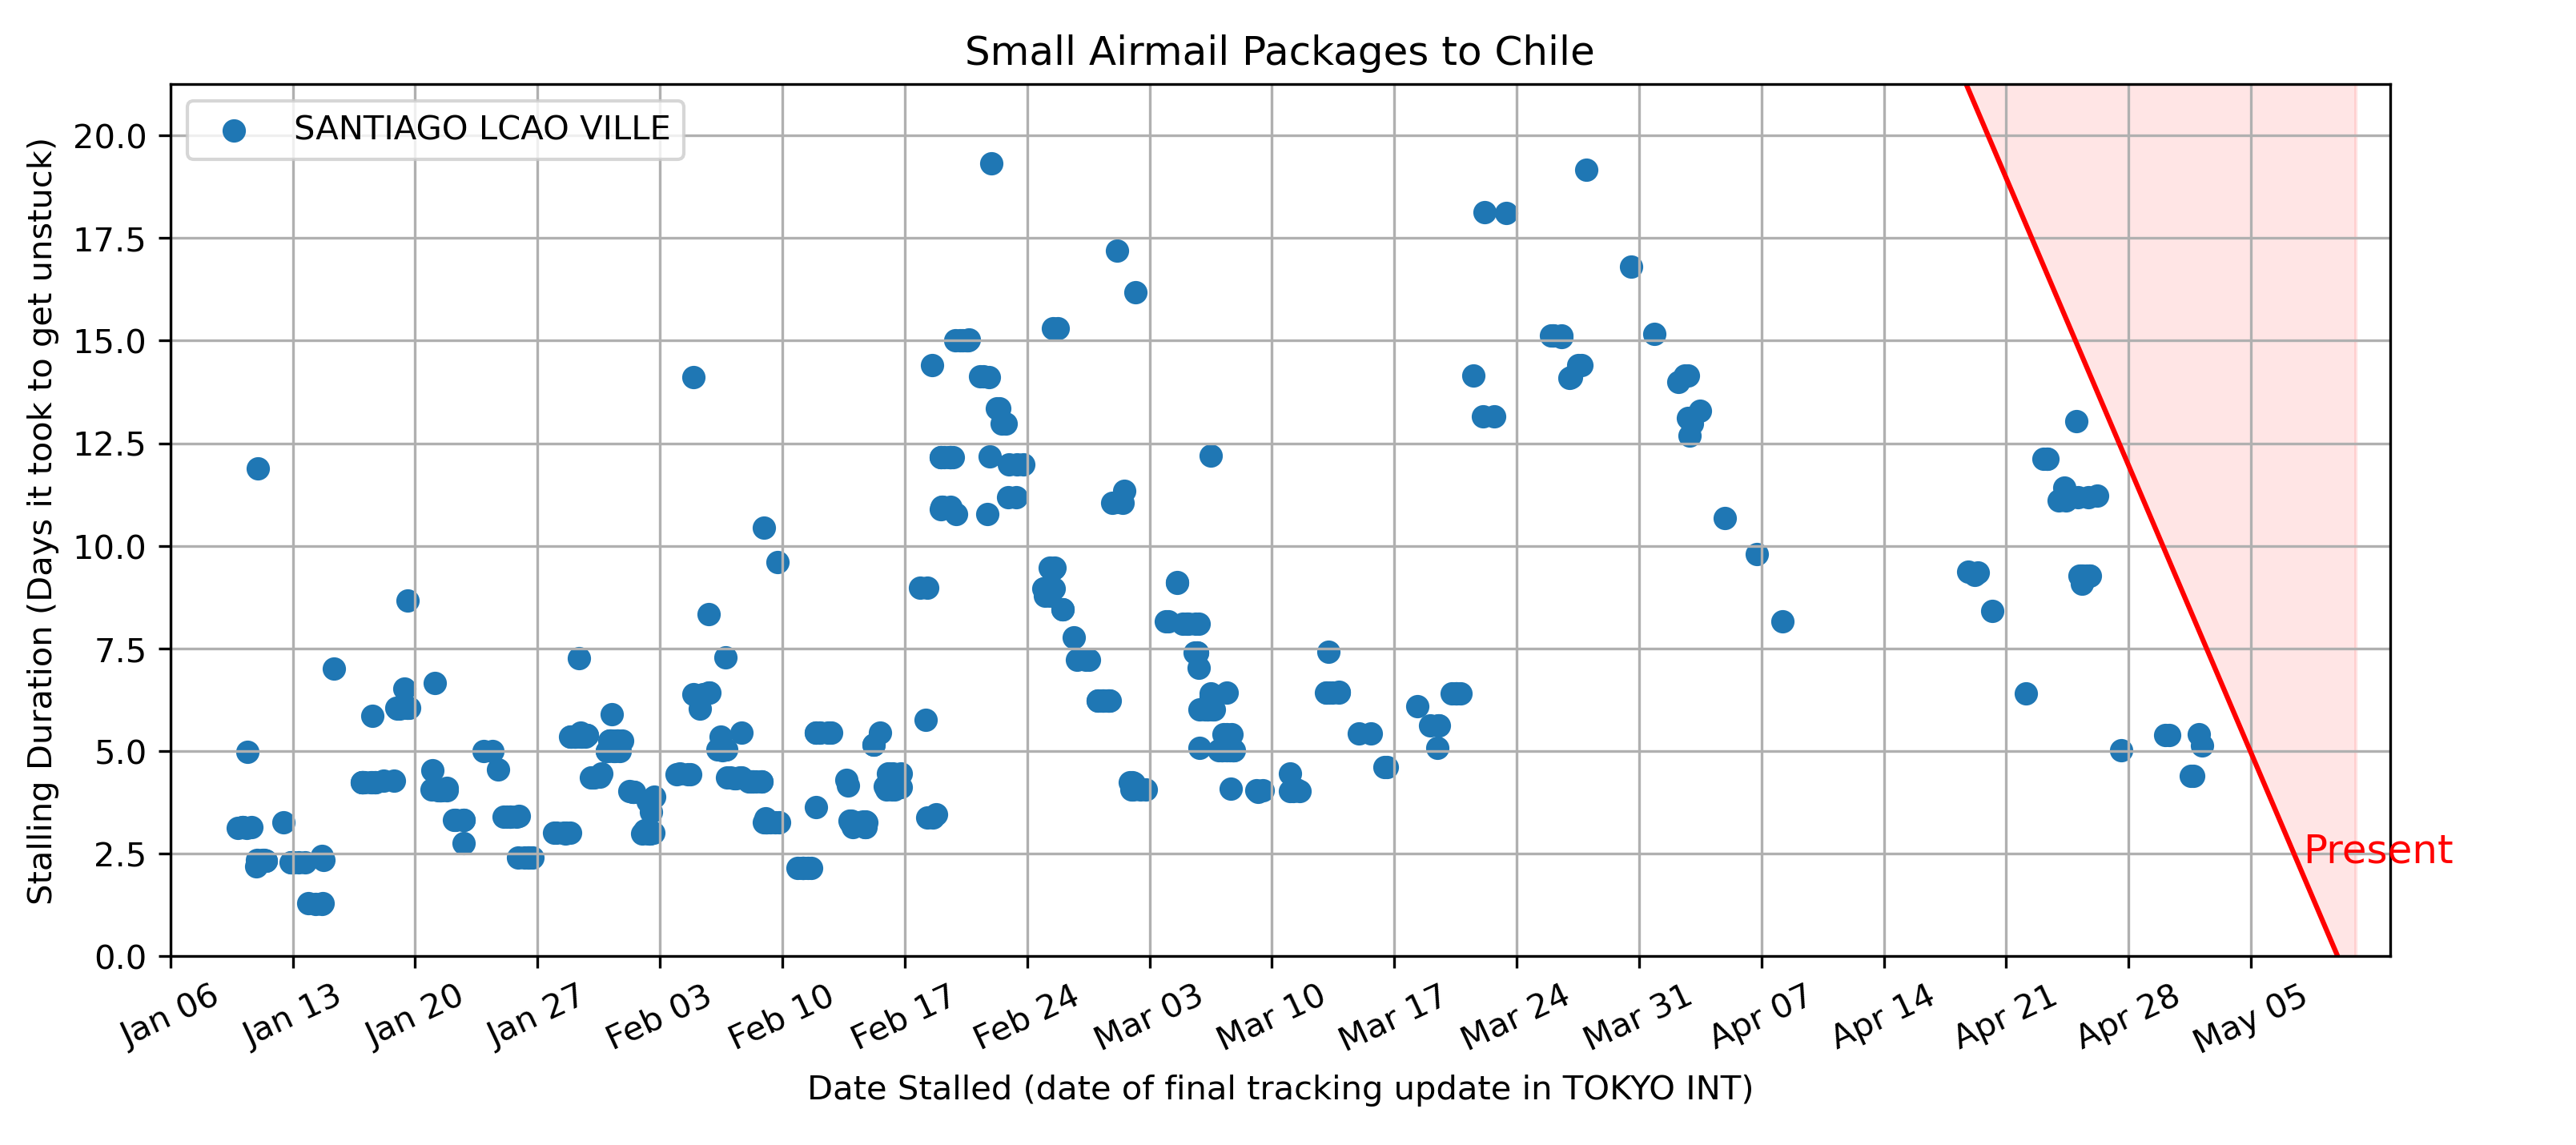 Small Airmail Packages to Chile
SANTIAGO LCAO VILLE
Stalling Duration (Days it took to get unstuck)
20.0
17.5
15.0
12.5
10.0
7.5
5.0
2.5
0.0
Present
Jan 06
Jan 13
Jan 20
Jan 27
Feb 03
Feb 10
Feb 17
Feb 24
Mar 03
Mar 10
Mar 17
Mar 24
Mar 31
Apr 07
Apr 14
Apr 21
Apr 28
May 05
Date Stalled (date of final tracking update in TOKYO INT)